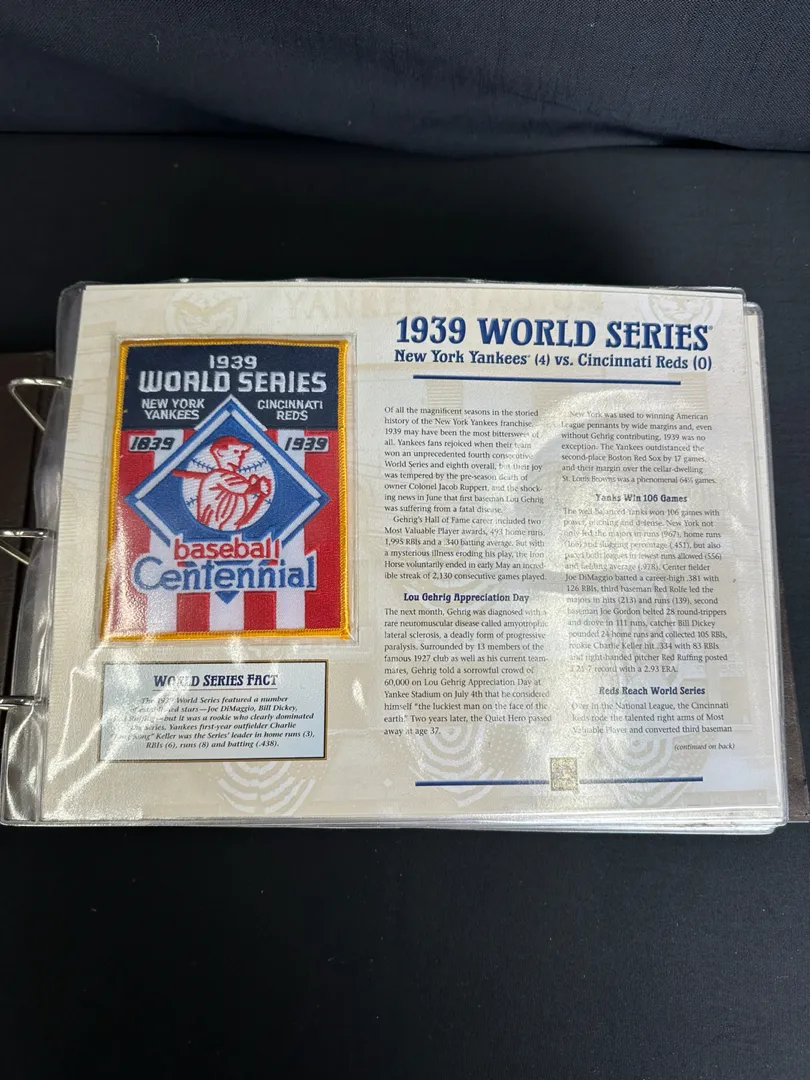 YANKEE STADIUM
1939
WORLD SERIES
NEW YORK
YANKEES
CINCINNATI
REDS
1839
1939
baseball
Centennial
WORLD SERIES FACT
The 1939 World Series featured a number
of established stars—Joe DiMaggio, Bill Dickey,
Ruffing—but it was a rookie who clearly dominated
the Series. Yankees first-year outfielder Charlie
Kong" Keller was the Series' leader in home runs (3),
RBIs (6), runs (8) and batting (.438).
1939 WORLD SERIES®
New York Yankees® (4) vs. Cincinnati Reds (0)
Of all the magnificent seasons in the storied
history of the New York Yankees franchise,
1939 may have been the most bittersweet of
all. Yankees fans rejoiced when their team
won an unprecedented fourth consecutive
World Series and eighth overall, but their joy
was tempered by the pre-season death of
owner Colonel Jacob Ruppert, and the shock-
ing news in June that first baseman Lou Gehrig
was suffering from a fatal disease.
Gehrig's Hall of Fame career included two
Most Valuable Player awards, 493 home runs,
1,995 RBIs and a .340 batting average. But with
a mysterious illness eroding his play, the Iron
Horse voluntarily ended in early May an incred-
ible streak of 2,130 consecutive games played.
Lou Gehrig Appreciation Day
The next month, Gehrig was diagnosed with a
rare neuromuscular disease called amyotrophic
lateral sclerosis, a deadly form of progressive
paralysis. Surrounded by 13 members of the
famous 1927 club as well as his current team-
mates, Gehrig told a sorrowful crowd of
60,000 on Lou Gehrig Appreciation Day at
Yankee Stadium on July 4th that he considered
himself "the luckiest man on the face of the
earth." Two years later, the Quiet Hero passed
away at age 37.
New York was used to winning American
League pennants by wide margins and, even
without Gehrig contributing, 1939 was no
exception. The Yankees outdistanced the
second-place Boston Red Sox by 17 games,
and their margin over the cellar-dwelling
St. Louis Browns was a phenomenal 64½ games.
Yanks Win 106 Games
The well-balanced Yanks won 106 games with
power, pitching and defense. New York not
only led the majors in runs (967), home runs
(166) and slugging percentage (.451), but also
paced both leagues in fewest runs allowed (556)
and fielding average (.978). Center fielder
Joe DiMaggio batted a career-high .381 with
126 RBIs, third baseman Red Rolfe led the
majors in hits (213) and runs (139), second
baseman Joe Gordon belted 28 round-trippers
and drove in 111 runs, catcher Bill Dickey
pounded 24 home runs and collected 105 RBIs,
rookie Charlie Keller hit .334 with 83 RBIs
and right-handed pitcher Red Ruffing posted
a 21-7 record with a 2.93 ERA.
Reds Reach World Series
Over in the National League, the Cincinnati
Reds rode the talented right arms of Most
Valuable Player and converted third baseman
(continued on back)